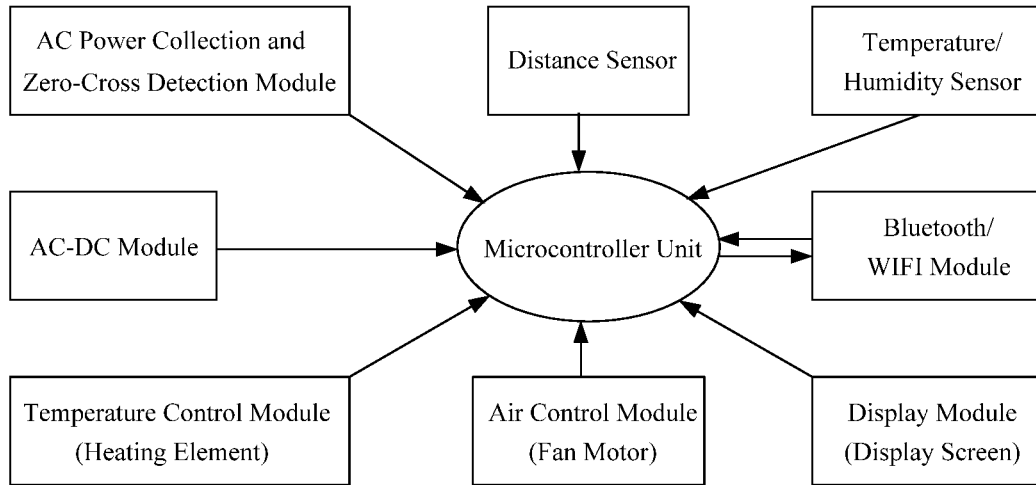 AC Power Collection and
Zero-Cross Detection Module
Distance Sensor
Temperature/
Humidity Sensor
AC-DC Module
Microcontroller Unit
Bluetooth/
WIFI Module
Temperature Control Module
(Heating Element)
Air Control Module
(Fan Motor)
Display Module
(Display Screen)